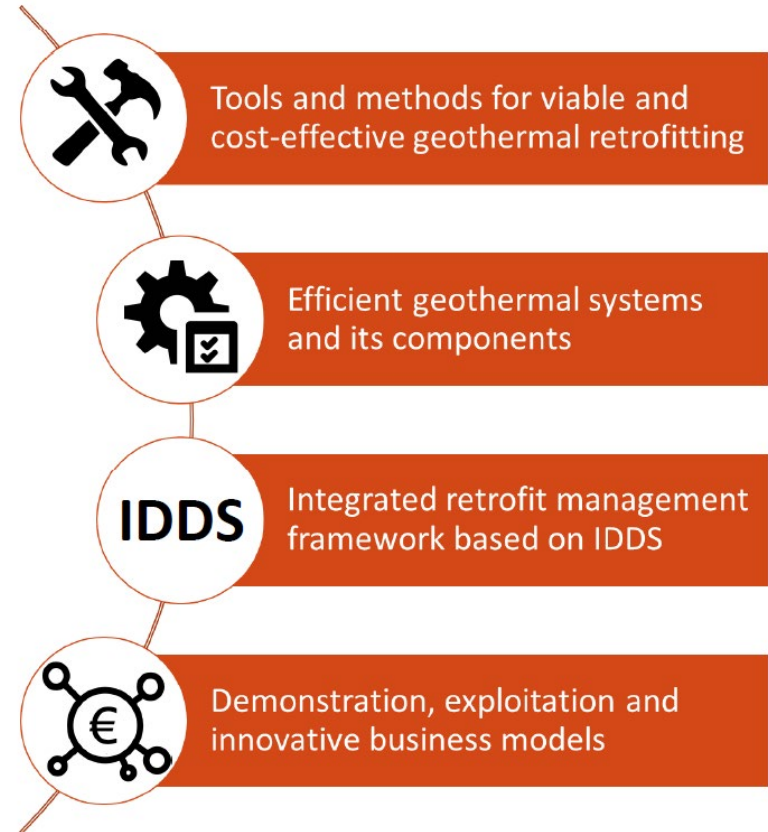 Tools and methods for viable and
cost-effective geothermal retrofitting
Efficient geothermal systems
and its components
IDDS
Integrated retrofit management
framework based on IDDS
€
Demonstration, exploitation and
innovative business models